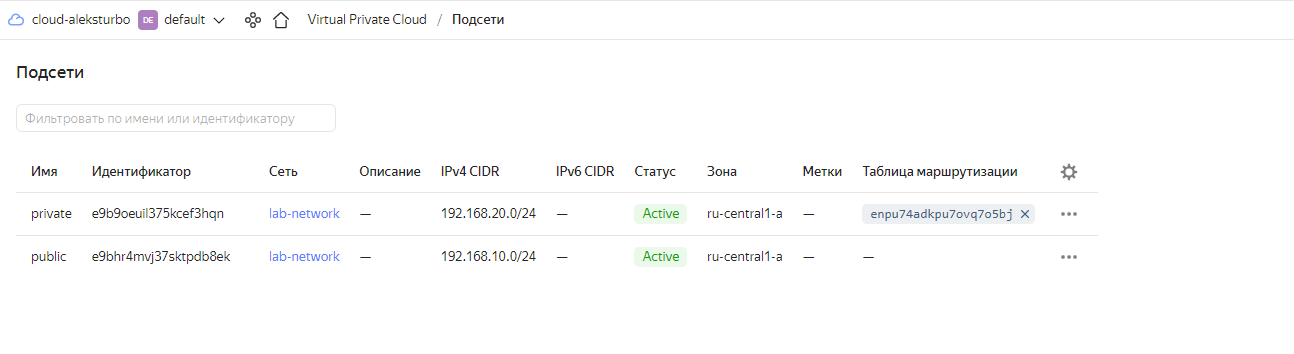 cloud-aleksturbo DE default Virtual Private Cloud / Подсети
Подсети
Фильтровать по имени или идентификатору
Имя Идентификатор Сеть Описание IPv4 CIDR IPv6 CIDR Статус Зона Метки Таблица маршрутизации
private e9b9oeuil375kcef3hqn lab-network — 192.168.20.0/24 — Active ru-central1-a — enpu74adkpu7ovq7o5bj
public e9bhr4mvj37sktpdb8ek lab-network — 192.168.10.0/24 — Active ru-central1-a — —